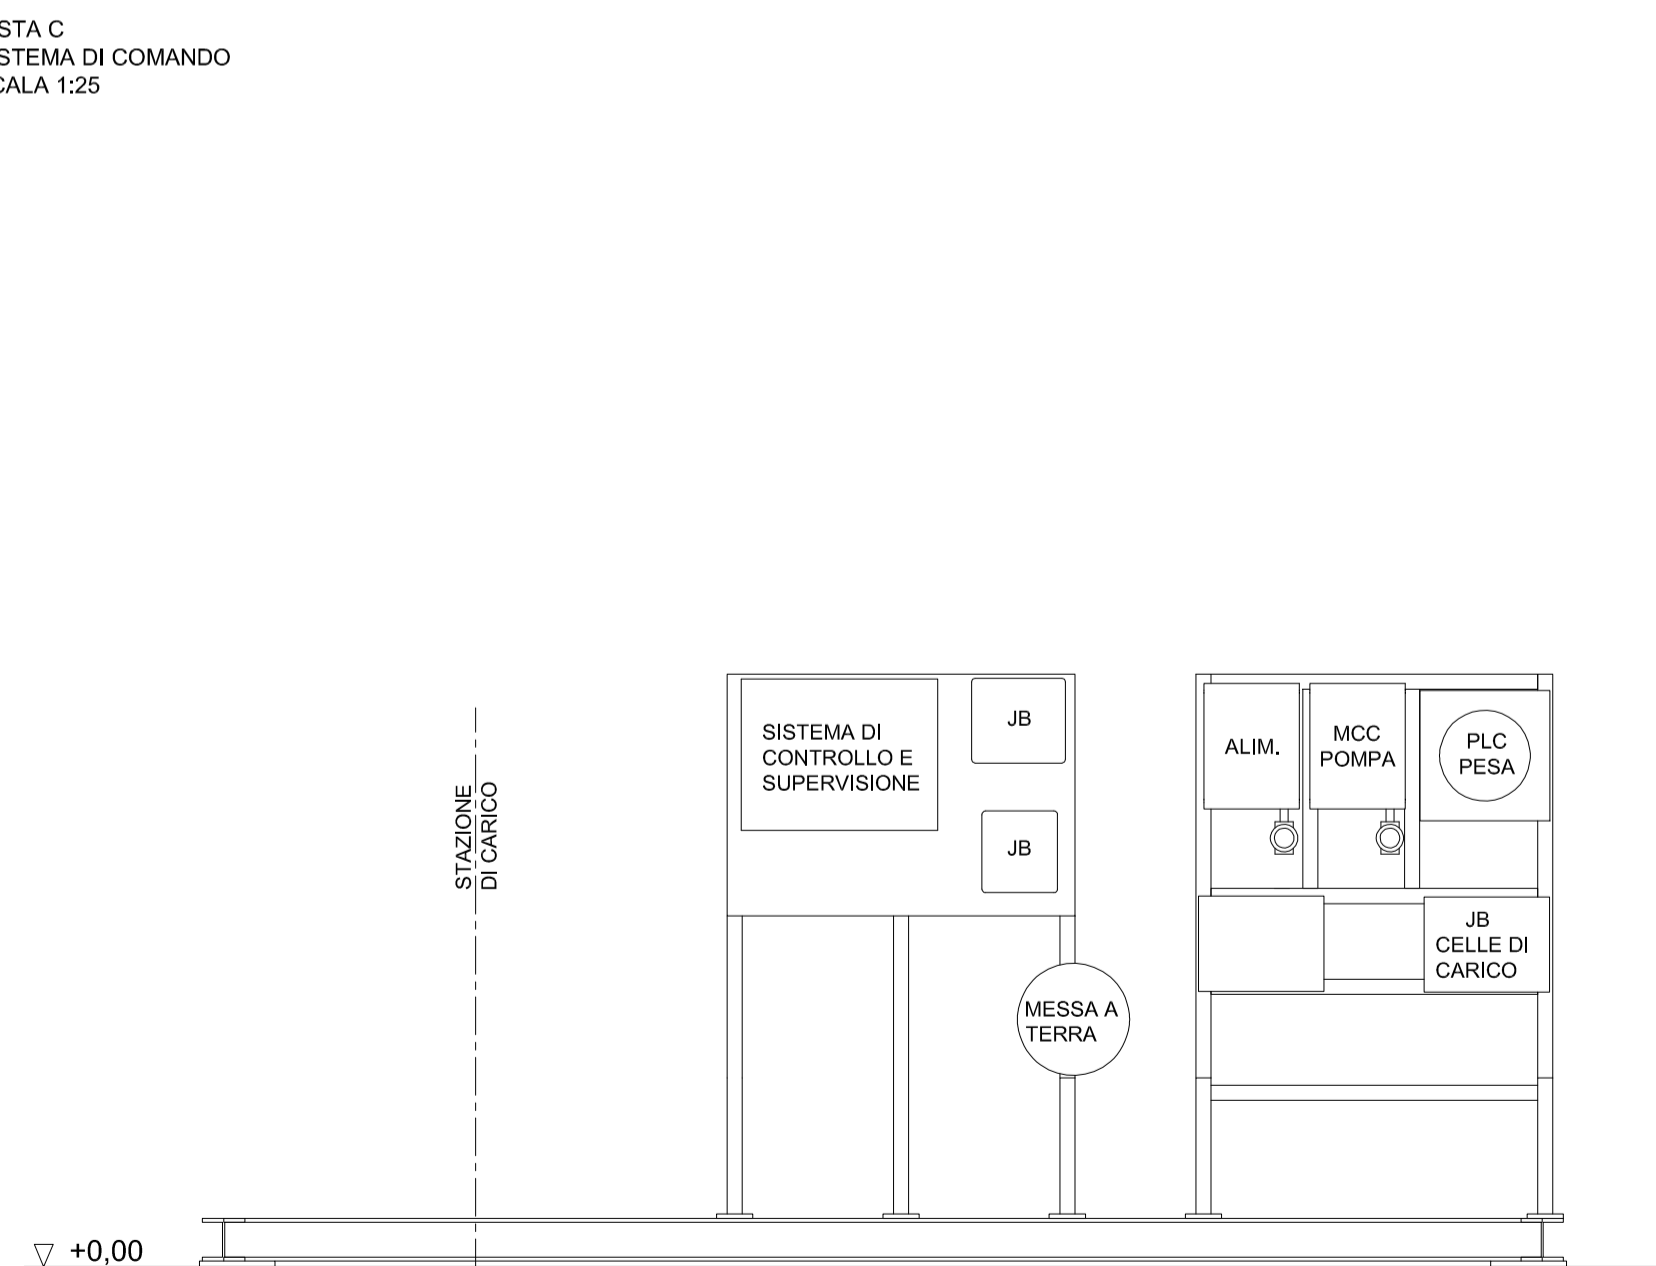 STA C
STEMA DI COMANDO
CALA 1:25
SISTEMA DI
CONTROLLO E
SUPERVISIONE
JB
JB
ALIM.
MCC
POMPA
PLC
PESA
STAZIONE
DI CARICO
JB
CELLE DI
CARICO
MESSA A
TERRA
+0,00